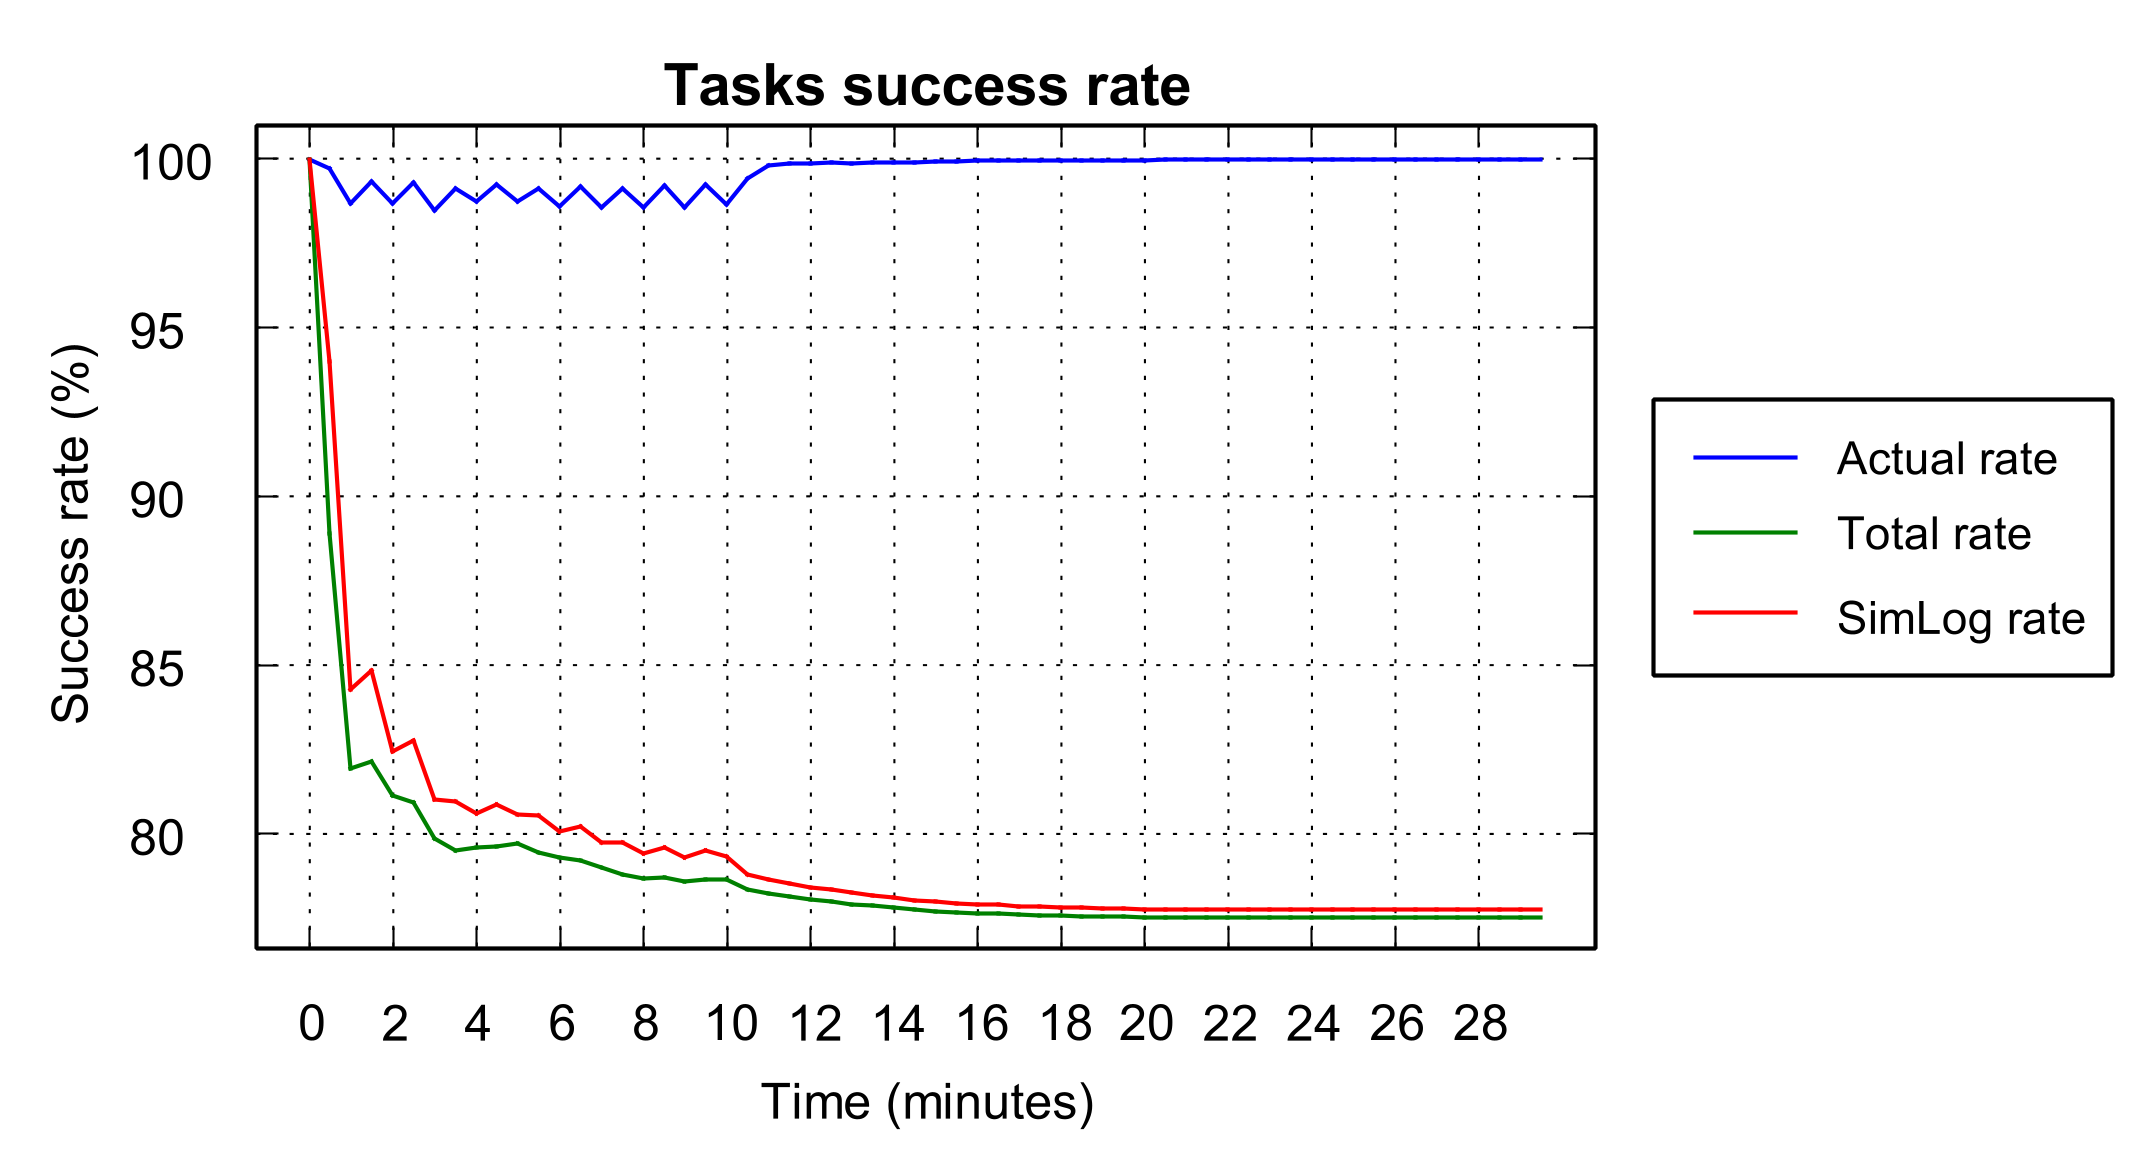 Tasks success rate
100
95
90
85
80
Success rate (%)
0 2 4 6 8 10 12 14 16 18 20 22 24 26 28
Time (minutes)
Actual rate
Total rate
SimLog rate